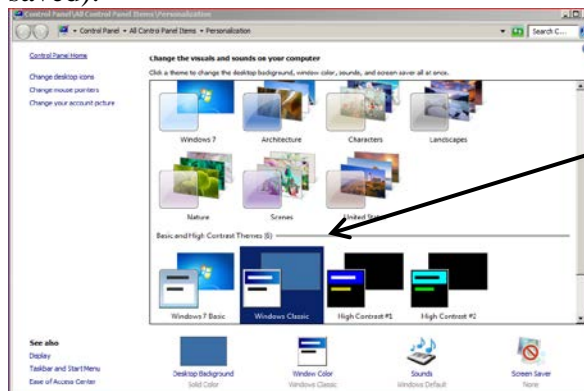 saved).
Control Panel\All Control Panel Items\Personalization
Control Panel ▾ All Control Panel Items ▾ Personalization
Search C...
Control Panel Home
Change desktop icons
Change mouse pointers
Change your account picture
Change the visuals and sounds on your computer
Click a theme to change the desktop background, window color, sounds, and screen saver all at once.
Windows 7 Architecture Characters Landscapes
Nature Scenes United States
Basic and High Contrast Themes (6)
Windows 7 Basic Windows Classic High Contrast #1 High Contrast #2
See also
Display
Taskbar and Start Menu
Ease of Access Center
Desktop Background Window Color Sounds Screen Saver
Solid Color Windows Classic Windows Default None